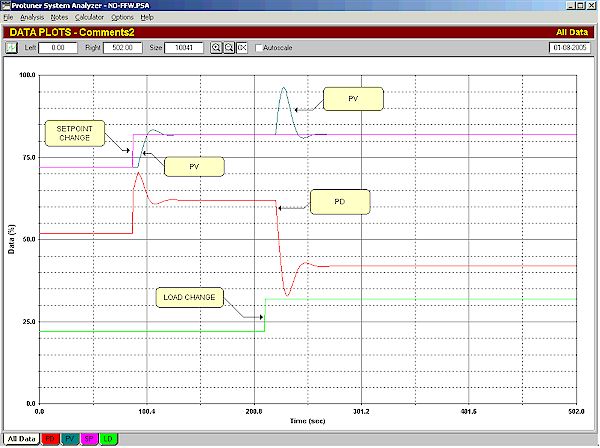 Protuner System Analyzer - NO-FFW.PSA
File Analysis Notes Calculator Options Help
DATA PLOTS - Comments2 All Data
Left 0.00 Right 502.00 Size 10041 OK Autoscale 01-08-2005
100.0
75.0
50.0
25.0
0.0
Data (%)
PV
SETPOINT
CHANGE
PV
PD
LOAD CHANGE
0.0 100.4 200.8 301.2 401.6 502.0
Time (sec)
All Data PD PV SP LD